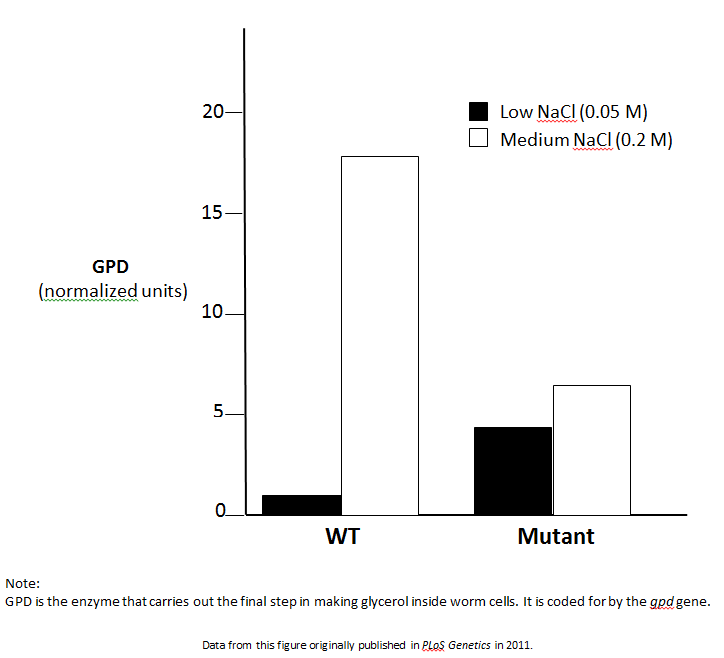 20
Low NaCl (0.05 M)
Medium NaCl (0.2 M)
15
GPD
(normalized units)
10
5
0
WT
Mutant
Note:
GPD is the enzyme that carries out the final step in making glycerol inside worm cells. It is coded for by the gpd gene.
Data from this figure originally published in PLoS Genetics in 2011.